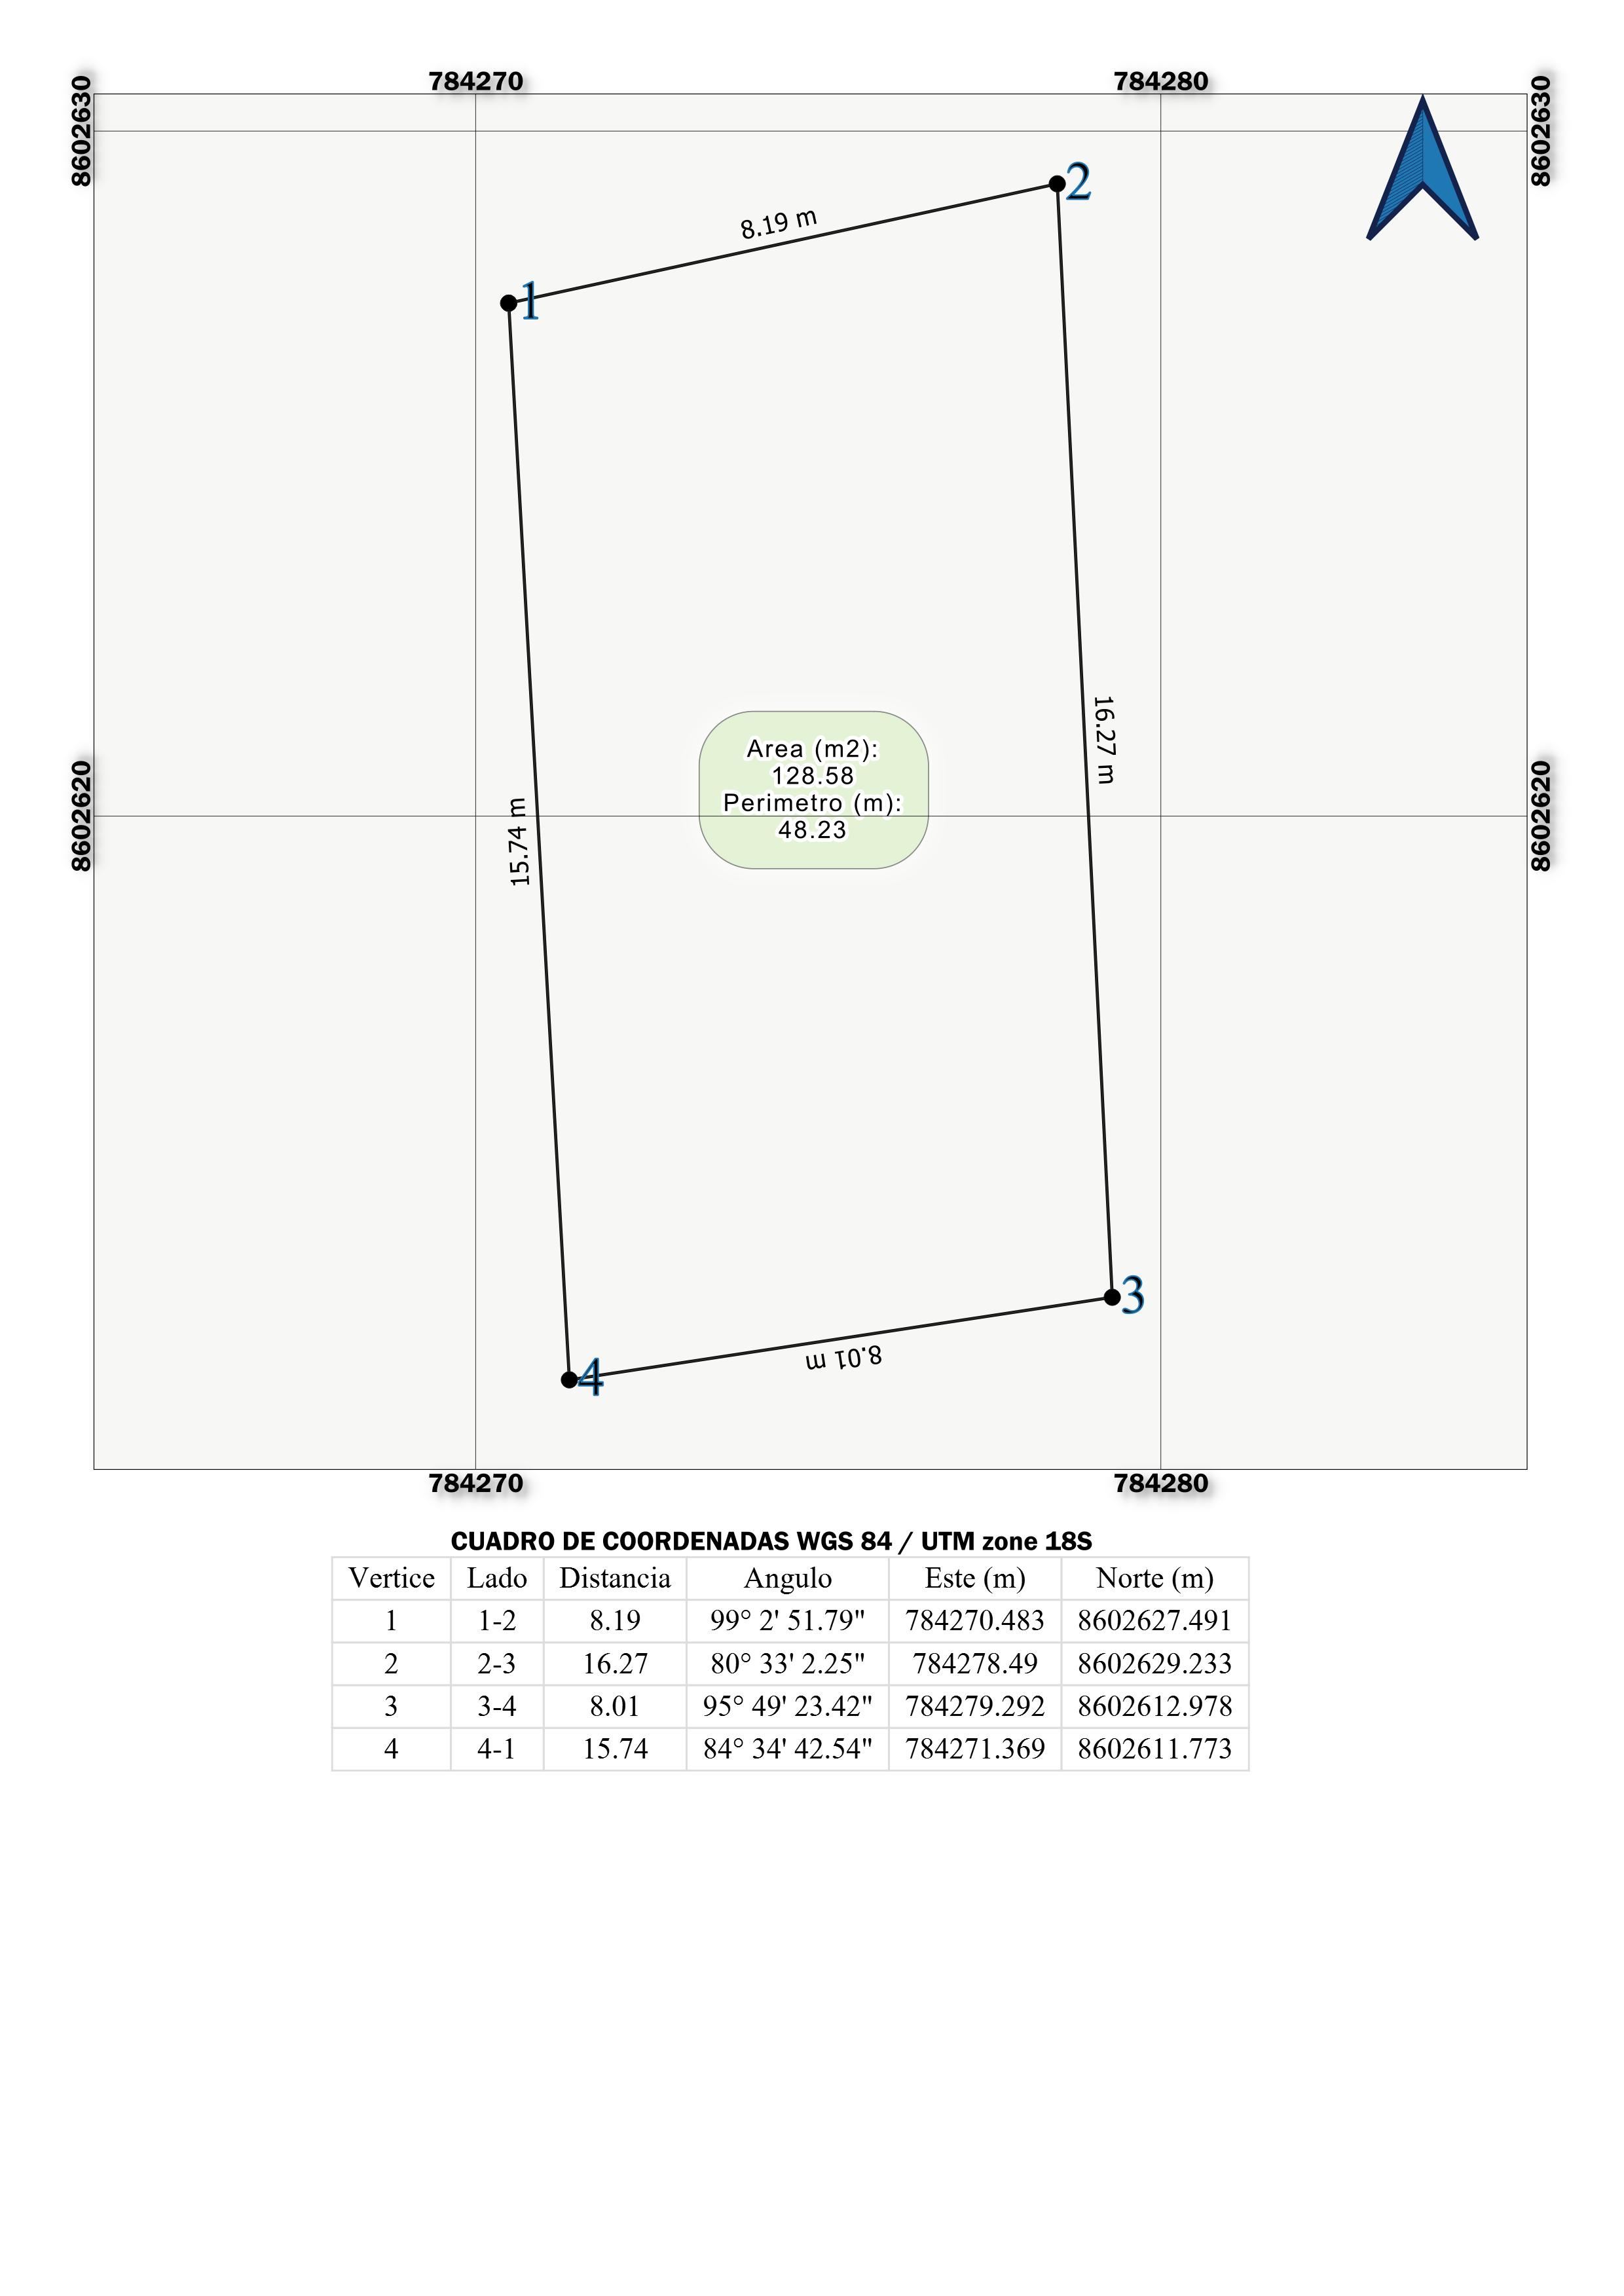 784270 784280
8602630 8602630
2
8.19 m
1
16.27 m
Area (m2):
128.58
Perimetro (m):
48.23
8602620 8602620
15.74 m
3
8.01 m
4
784270 784280
CUADRO DE COORDENADAS WGS 84 / UTM zone 18S
Vertice Lado Distancia Angulo Este (m) Norte (m)
1 1-2 8.19 99° 2' 51.79" 784270.483 8602627.491
2 2-3 16.27 80° 33' 2.25" 784278.49 8602629.233
3 3-4 8.01 95° 49' 23.42" 784279.292 8602612.978
4 4-1 15.74 84° 34' 42.54" 784271.369 8602611.773